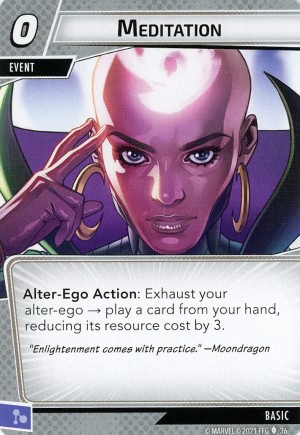 0
MEDITATION
EVENT
Alter-Ego Action: Exhaust your
alter-ego → play a card from your hand,
reducing its resource cost by 3.
"Enlightenment comes with practice." —Moondragon
BASIC
© MARVEL © 2021 FFG 36